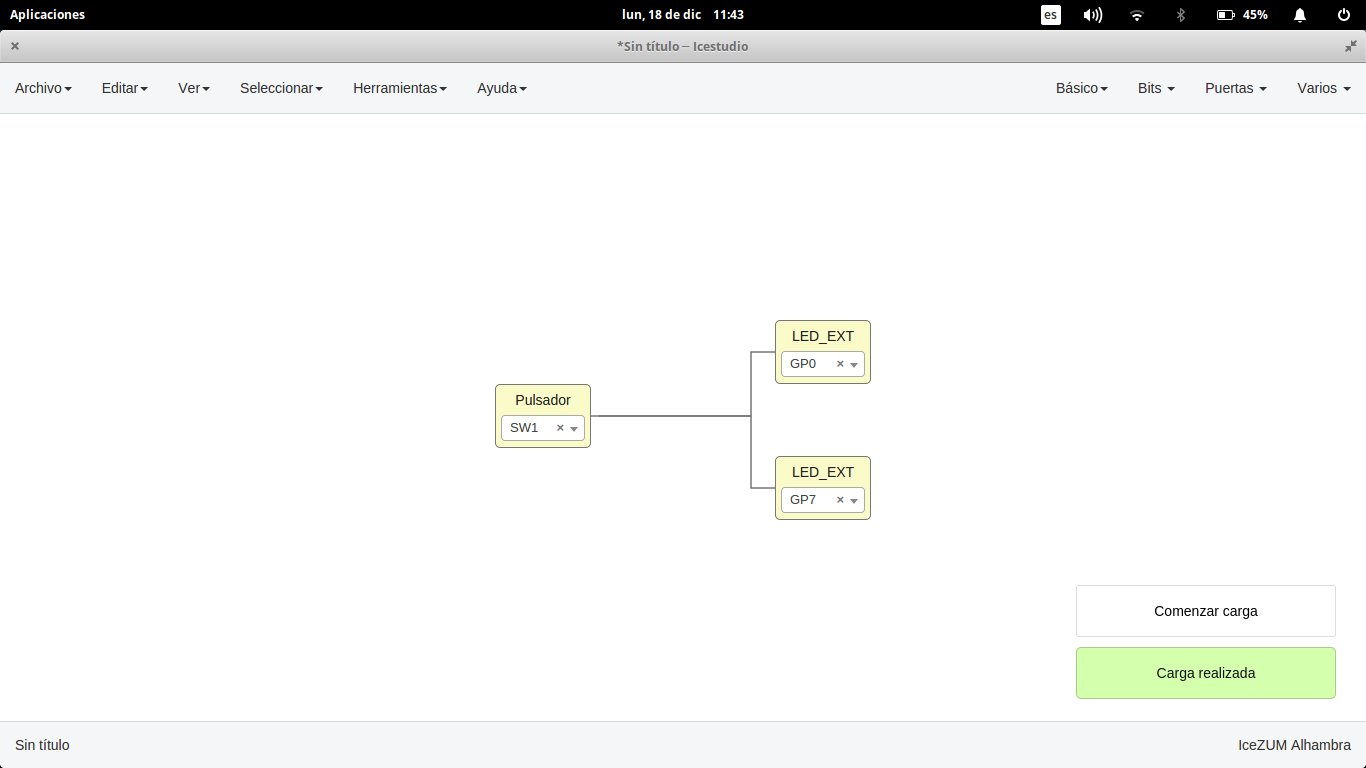 Aplicaciones lun, 18 de dic 11:43 es 45%
*Sin título – Icestudio
Archivo Editar Ver Seleccionar Herramientas Ayuda Básico Bits Puertas Varios
LED_EXT
GP0
Pulsador
SW1
LED_EXT
GP7
Comenzar carga
Carga realizada
Sin título IceZUM Alhambra